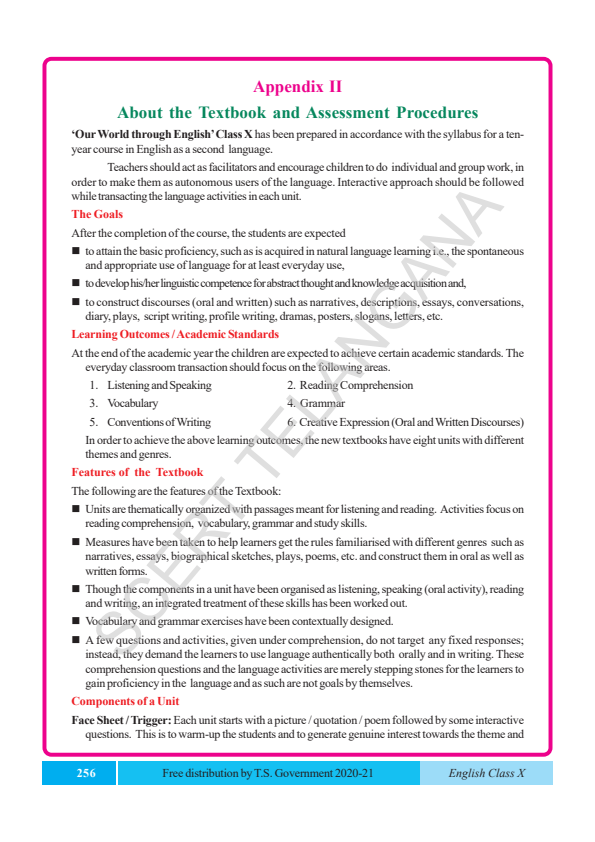 Appendix II
About the Textbook and Assessment Procedures
‘Our World through English’ Class X has been prepared in accordance with the syllabus for a ten-
year course in English as a second language.
Teachers should act as facilitators and encourage children to do individual and group work, in
order to make them as autonomous users of the language. Interactive approach should be followed
while transacting the language activities in each unit.
The Goals
After the completion of the course, the students are expected
■ to attain the basic proficiency, such as is acquired in natural language learning i.e., the spontaneous
and appropriate use of language for at least everyday use,
■ to develop his/her linguistic competence for abstract thought and knowledge acquisition and,
■ to construct discourses (oral and written) such as narratives, descriptions, essays, conversations,
diary, plays, script writing, profile writing, dramas, posters, slogans, letters, etc.
Learning Outcomes / Academic Standards
At the end of the academic year the children are expected to achieve certain academic standards. The
everyday classroom transaction should focus on the following areas.
1. Listening and Speaking 2. Reading Comprehension
3. Vocabulary 4. Grammar
5. Conventions of Writing 6. Creative Expression (Oral and Written Discourses)
In order to achieve the above learning outcomes, the new textbooks have eight units with different
themes and genres.
Features of the Textbook
The following are the features of the Textbook:
■ Units are thematically organized with passages meant for listening and reading. Activities focus on
reading comprehension, vocabulary, grammar and study skills.
■ Measures have been taken to help learners get the rules familiarised with different genres such as
narratives, essays, biographical sketches, plays, poems, etc. and construct them in oral as well as
written forms.
■ Though the components in a unit have been organised as listening, speaking (oral activity), reading
and writing, an integrated treatment of these skills has been worked out.
■ Vocabulary and grammar exercises have been contextually designed.
■ A few questions and activities, given under comprehension, do not target any fixed responses;
instead, they demand the learners to use language authentically both orally and in writing. These
comprehension questions and the language activities are merely stepping stones for the learners to
gain proficiency in the language and as such are not goals by themselves.
Components of a Unit
Face Sheet / Trigger: Each unit starts with a picture / quotation / poem followed by some interactive
questions. This is to warm-up the students and to generate genuine interest towards the theme and
SCERT TELANGANA
256 Free distribution by T.S. Government 2020-21 English Class X